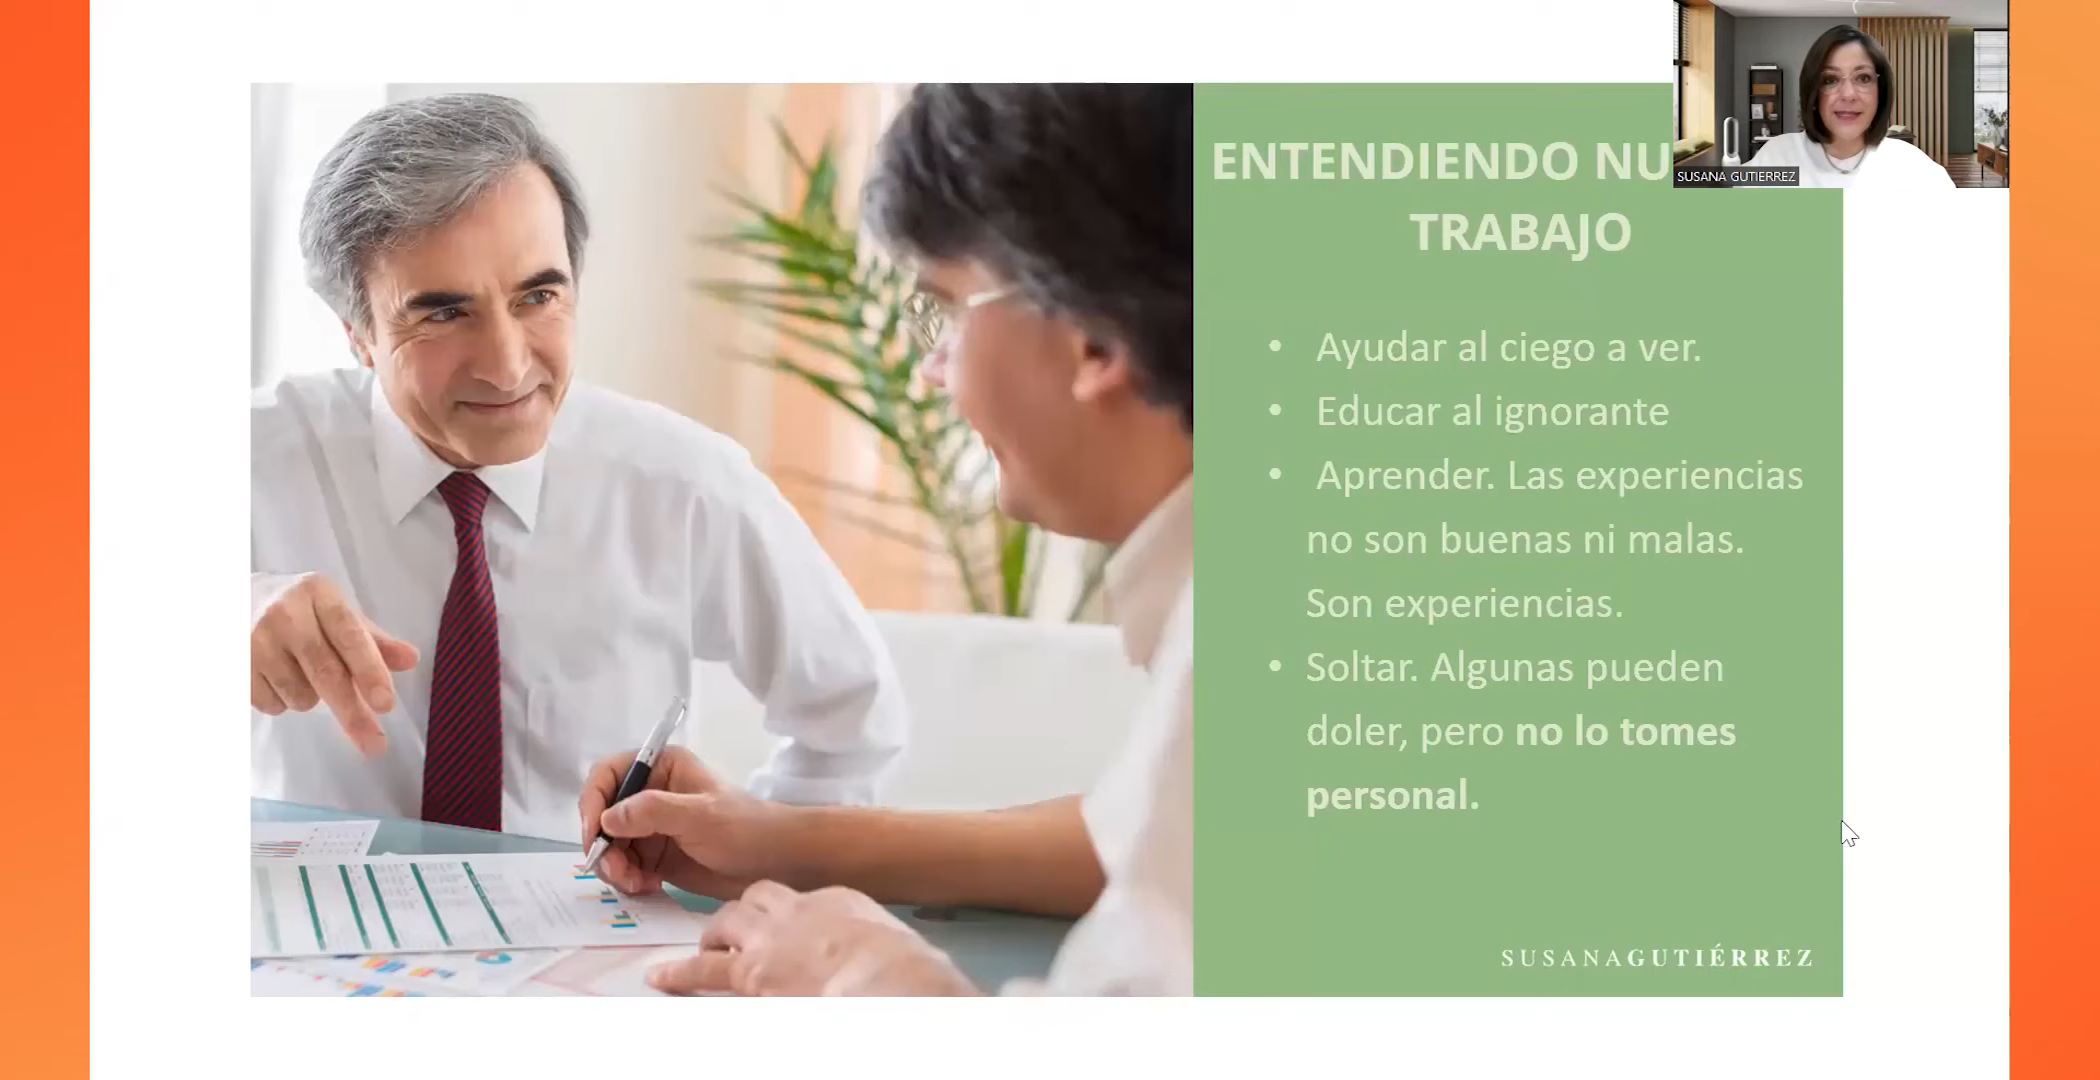 ENTENDIENDO NU
TRABAJO
• Ayudar al ciego a ver.
• Educar al ignorante
• Aprender. Las experiencias
no son buenas ni malas.
Son experiencias.
• Soltar. Algunas pueden
doler, pero no lo tomes
personal.
SUSANAGUTIÉRREZ
SUSANA GUTIERREZ